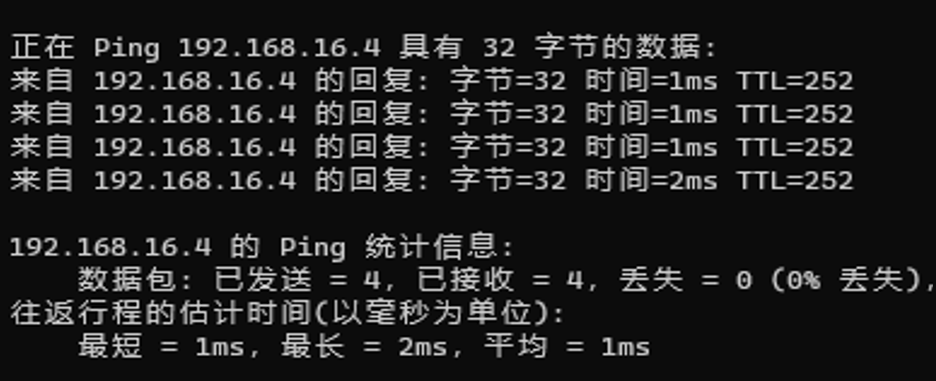 正在 Ping 192.168.16.4 具有 32 字节的数据:
来自 192.168.16.4 的回复: 字节=32 时间=1ms TTL=252
来自 192.168.16.4 的回复: 字节=32 时间=1ms TTL=252
来自 192.168.16.4 的回复: 字节=32 时间=1ms TTL=252
来自 192.168.16.4 的回复: 字节=32 时间=2ms TTL=252
192.168.16.4 的 Ping 统计信息:
    数据包: 已发送 = 4, 已接收 = 4, 丢失 = 0 (0% 丢失),
往返行程的估计时间(以毫秒为单位):
    最短 = 1ms, 最长 = 2ms, 平均 = 1ms